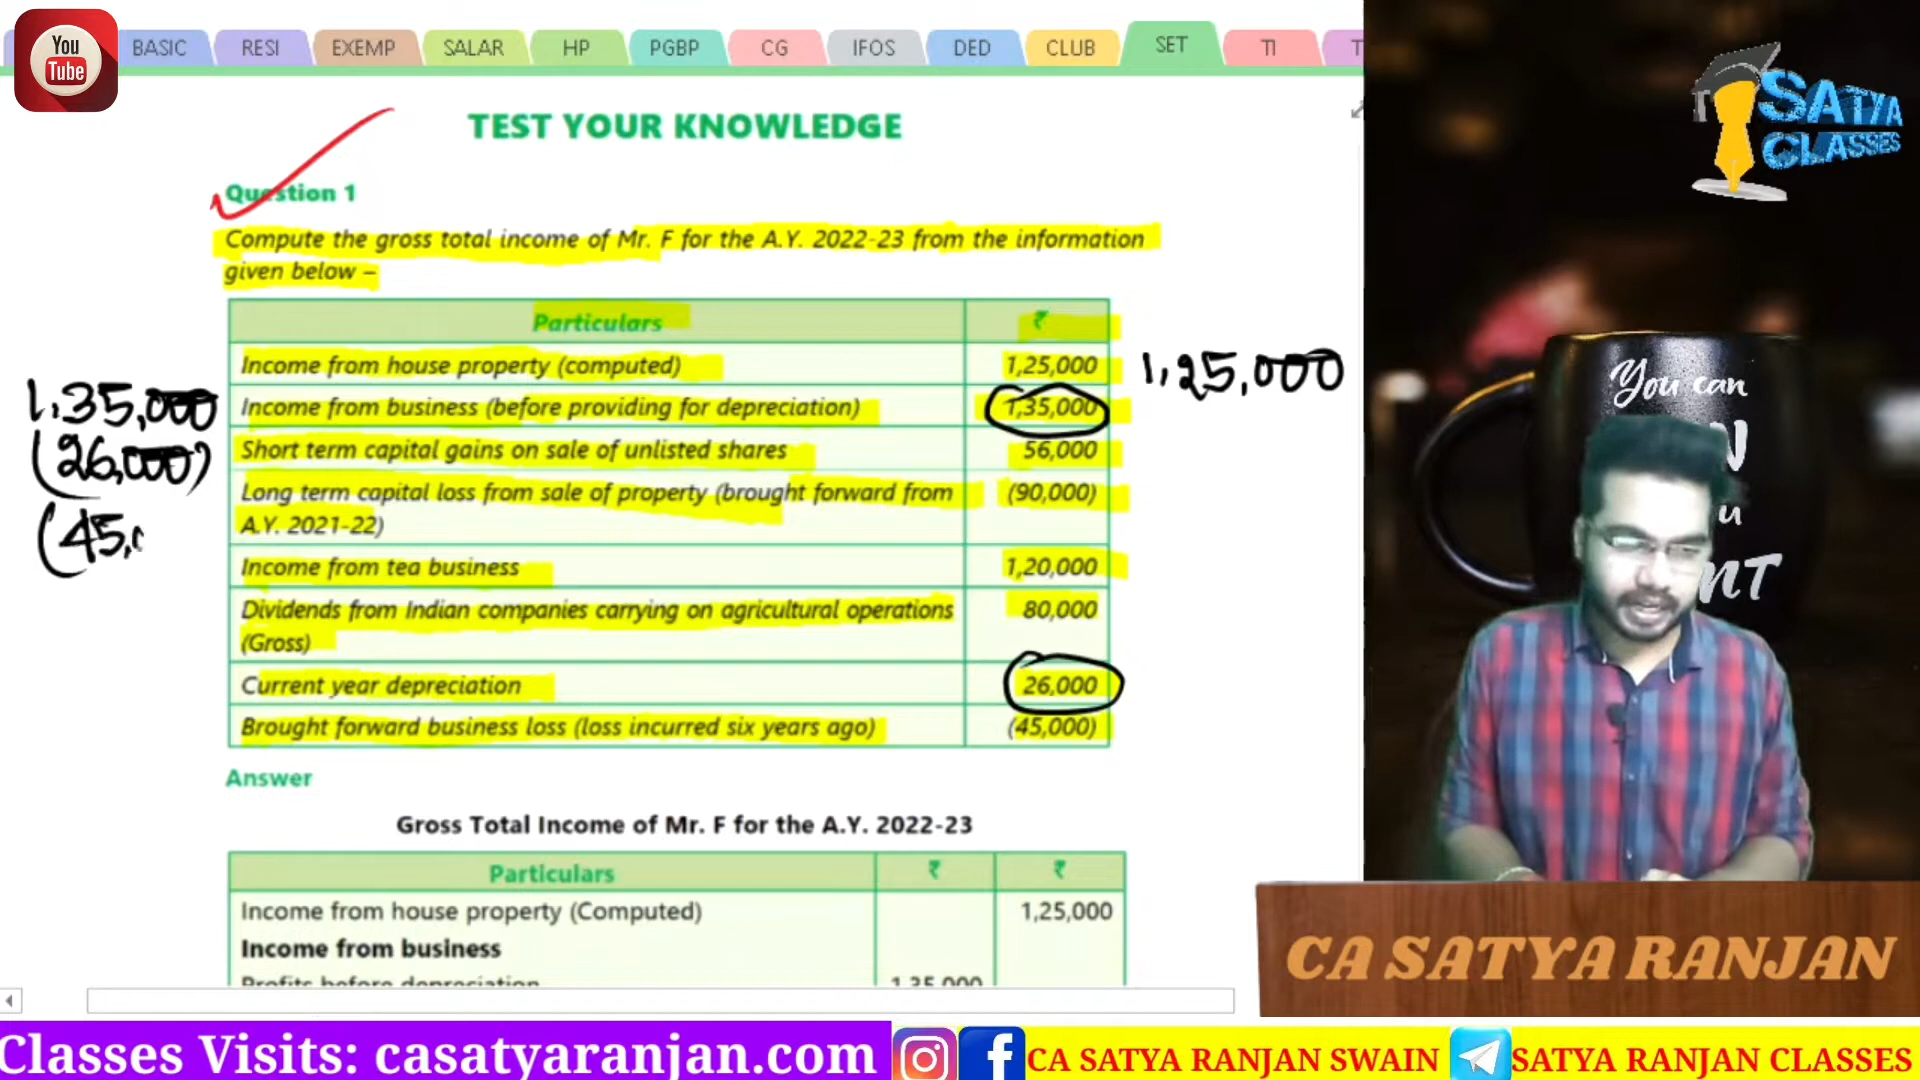 You
Tube
BASIC RESI EXEMP SALAR HP PGBP CG IFOS DED CLUB SET TI T
SATYA
CLASSES
TEST YOUR KNOWLEDGE
Question 1
Compute the gross total income of Mr. F for the A.Y. 2022-23 from the information
given below –
Particulars ₹
Income from house property (computed) 1,25,000
1,25,000
1,35,000
Income from business (before providing for depreciation) 1,35,000
(26,000)
Short term capital gains on sale of unlisted shares 56,000
Long term capital loss from sale of property (brought forward from (90,000)
A.Y. 2021-22)
(45,
Income from tea business 1,20,000
Dividends from Indian companies carrying on agricultural operations 80,000
(Gross)
Current year depreciation 26,000
Brought forward business loss (loss incurred six years ago) (45,000)
Answer
Gross Total Income of Mr. F for the A.Y. 2022-23
Particulars ₹ ₹
Income from house property (Computed) 1,25,000
Income from business
Profits before depreciation 1,35,000
You can
CA SATYA RANJAN
Classes Visits: casatyaranjan.com
CA SATYA RANJAN SWAIN
SATYA RANJAN CLASSES